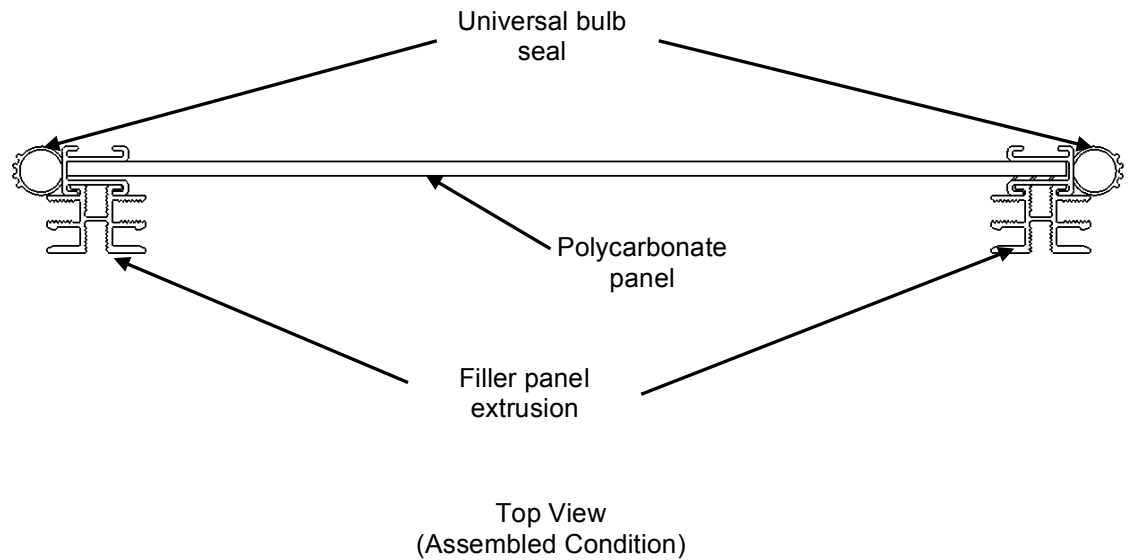 Universal bulb
seal
Polycarbonate
panel
Filler panel
extrusion
Top View
(Assembled Condition)